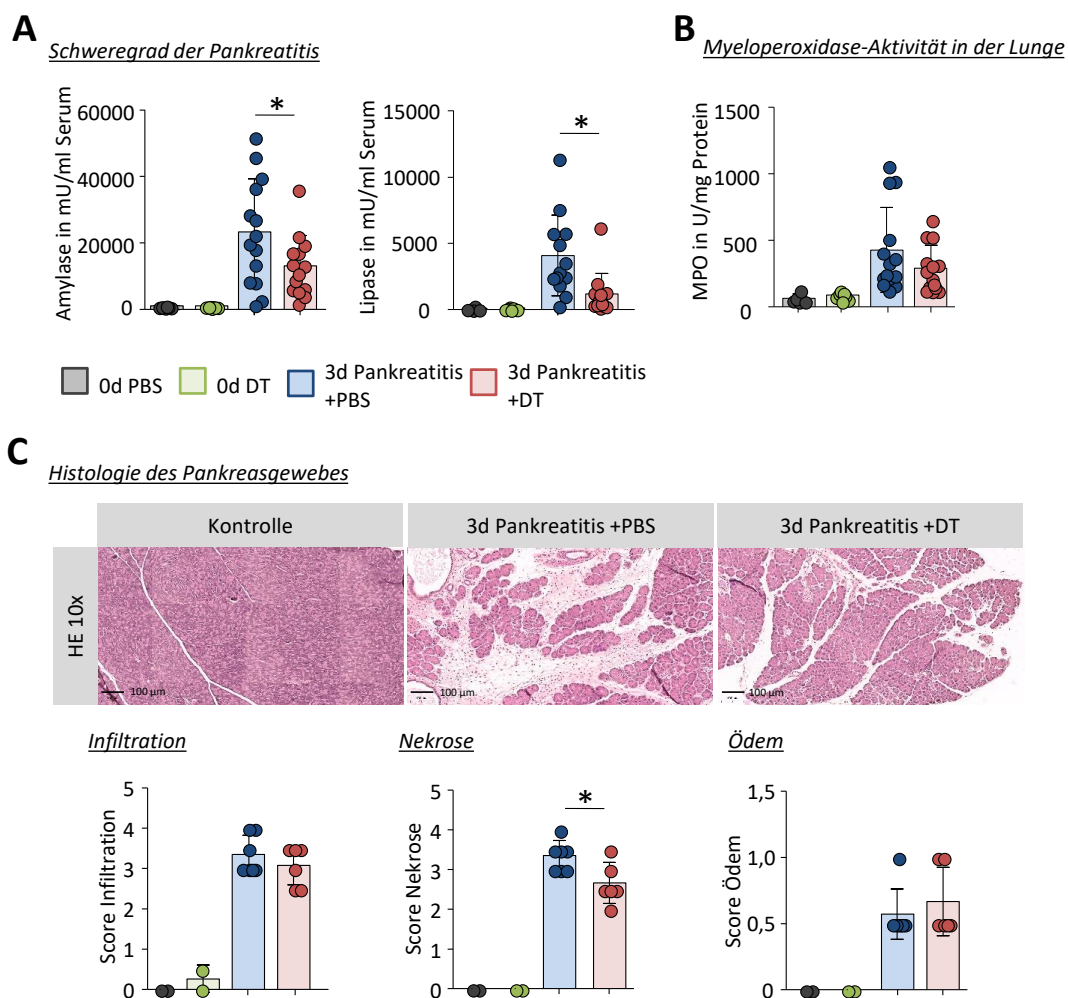 A
Schweregrad der Pankreatitis
Amylase in mU/ml Serum
60000
40000
20000
0
*
Lipase in mU/ml Serum
15000
10000
5000
0
*
B
Myeloperoxidase-Aktivität in der Lunge
MPO in U/mg Protein
1500
1000
500
0
0d PBS
0d DT
3d Pankreatitis
+PBS
3d Pankreatitis
+DT
C
Histologie des Pankreasgewebes
Kontrolle
3d Pankreatitis +PBS
3d Pankreatitis +DT
HE 10x
100 µm
100 µm
100 µm
Infiltration
Score Infiltration
5
4
3
2
1
0
Nekrose
Score Nekrose
5
4
3
2
1
0
*
Ödem
Score Ödem
1,5
1,0
0,5
0